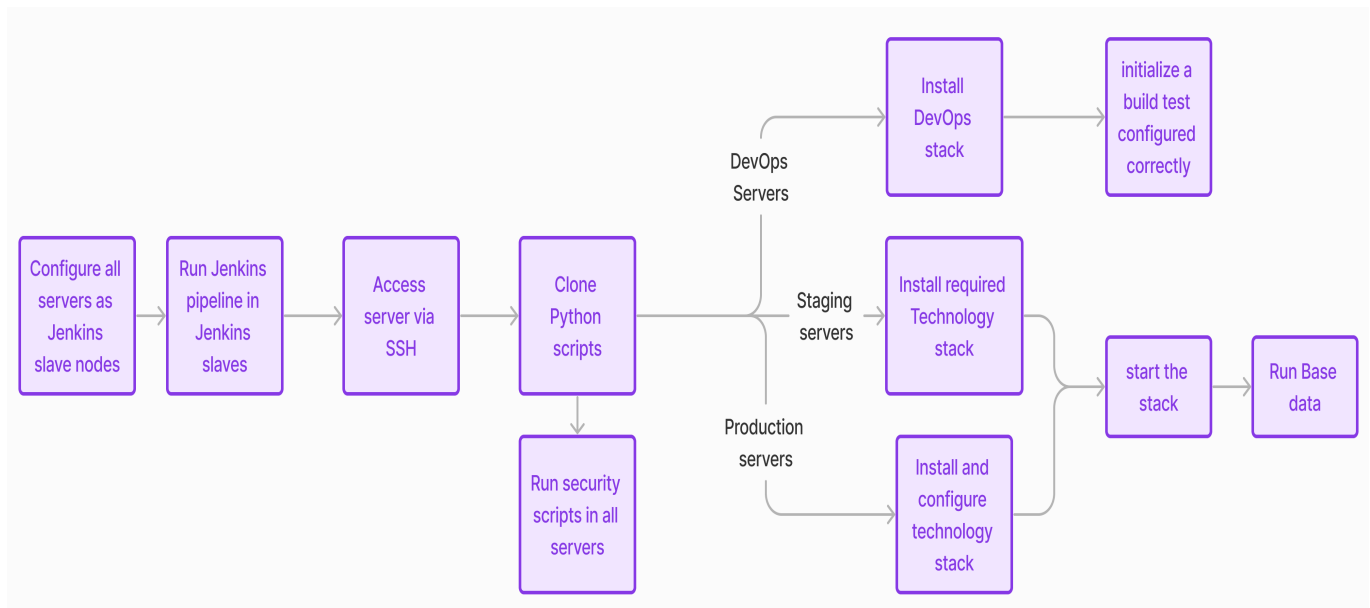 Configure all
servers as
Jenkins
slave nodes
Run Jenkins
pipeline in
Jenkins
slaves
Access
server via
SSH
Clone
Python
scripts
Run security
scripts in all
servers
DevOps
Servers
Install
DevOps
stack
initialize a
build test
configured
correctly
Staging
servers
Install required
Technology
stack
Production
servers
Install and
configure
technology
stack
start the
stack
Run Base
data